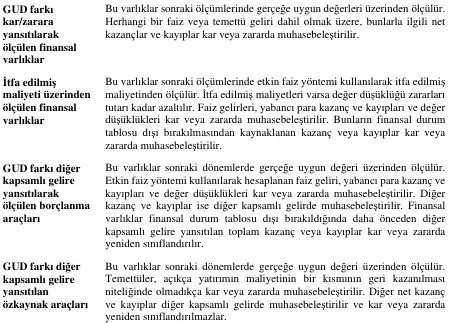 GUD farkı
kar/zarara
yansıtılarak
ölçülen finansal
varlıklar
Bu varlıklar sonraki ölçümlerinde gerçeğe uygun değerleri üzerinden ölçülür.
Herhangi bir faiz veya temettü geliri dahil olmak üzere, bunlarla ilgili net
kazançlar ve kayıplar kar veya zararda muhasebeleştirilir.
İtfa edilmiş
maliyeti üzerinden
ölçülen finansal
varlıklar
Bu varlıklar sonraki ölçümlerinde etkin faiz yöntemi kullanılarak itfa edilmiş
maliyetinden ölçülür. İtfa edilmiş maliyetleri varsa değer düşüklüğü zararları
tutarı kadar azaltılır. Faiz gelirleri, yabancı para kazanç ve kayıpları ve değer
düşüklükleri kar veya zararda muhasebeleştirilir. Bunların finansal durum
tablosu dışı bırakılmasından kaynaklanan kazanç veya kayıplar kar veya
zararda muhasebeleştirilir.
GUD farkı diğer
kapsamlı gelire
yansıtılarak
ölçülen borçlanma
araçları
Bu varlıklar sonraki dönemlerde gerçeğe uygun değeri üzerinden ölçülür.
Etkin faiz yöntemi kullanılarak hesaplanan faiz geliri, yabancı para kazanç ve
kayıpları ve değer düşüklükleri kar veya zararda muhasebeleştirilir. Diğer
kazanç ve kayıplar ise diğer kapsamlı gelirde muhasebeleştirilir. Finansal
varlıklar finansal durum tablosu dışı bırakıldığında daha önceden diğer
kapsamlı gelire yansıtılan toplam kazanç veya kayıplar kar veya zararda
yeniden sınıflandırılır.
GUD farkı diğer
kapsamlı gelire
yansıtılan
özkaynak araçları
Bu varlıklar sonraki dönemlerde gerçeğe uygun değeri üzerinden ölçülür.
Temettüler, açıkça yatırımın maliyetinin bir kısmının geri kazanılması
niteliğinde olmadıkça kar veya zararda muhasebeleştirilir. Diğer net kazanç
ve kayıplar diğer kapsamlı gelirde muhasebeleştirilir ve kar veya zararda
yeniden sınıflandırılmazlar.